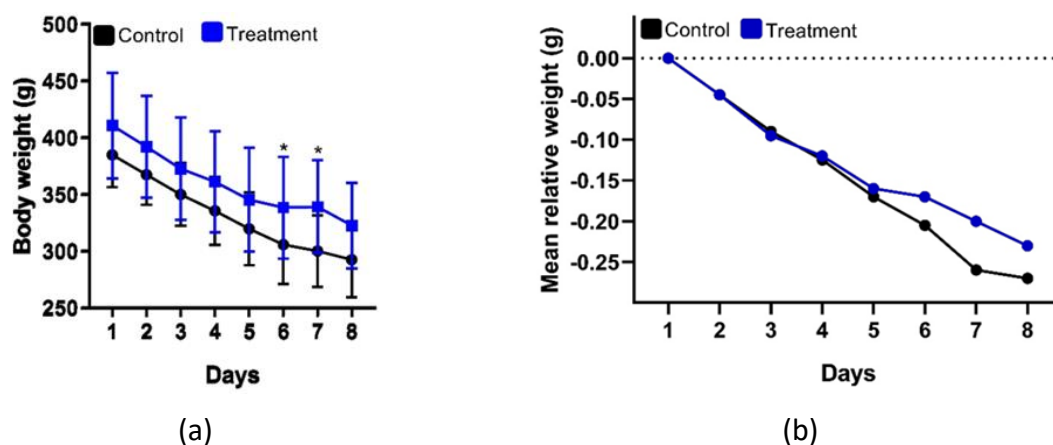 Control Treatment
Body weight (g)
500
450
400
350
300
250
* *
1 2 3 4 5 6 7 8
Days
(a)
Control Treatment
Mean relative weight (g)
0.00
-0.05
-0.10
-0.15
-0.20
-0.25
1 2 3 4 5 6 7 8
Days
(b)